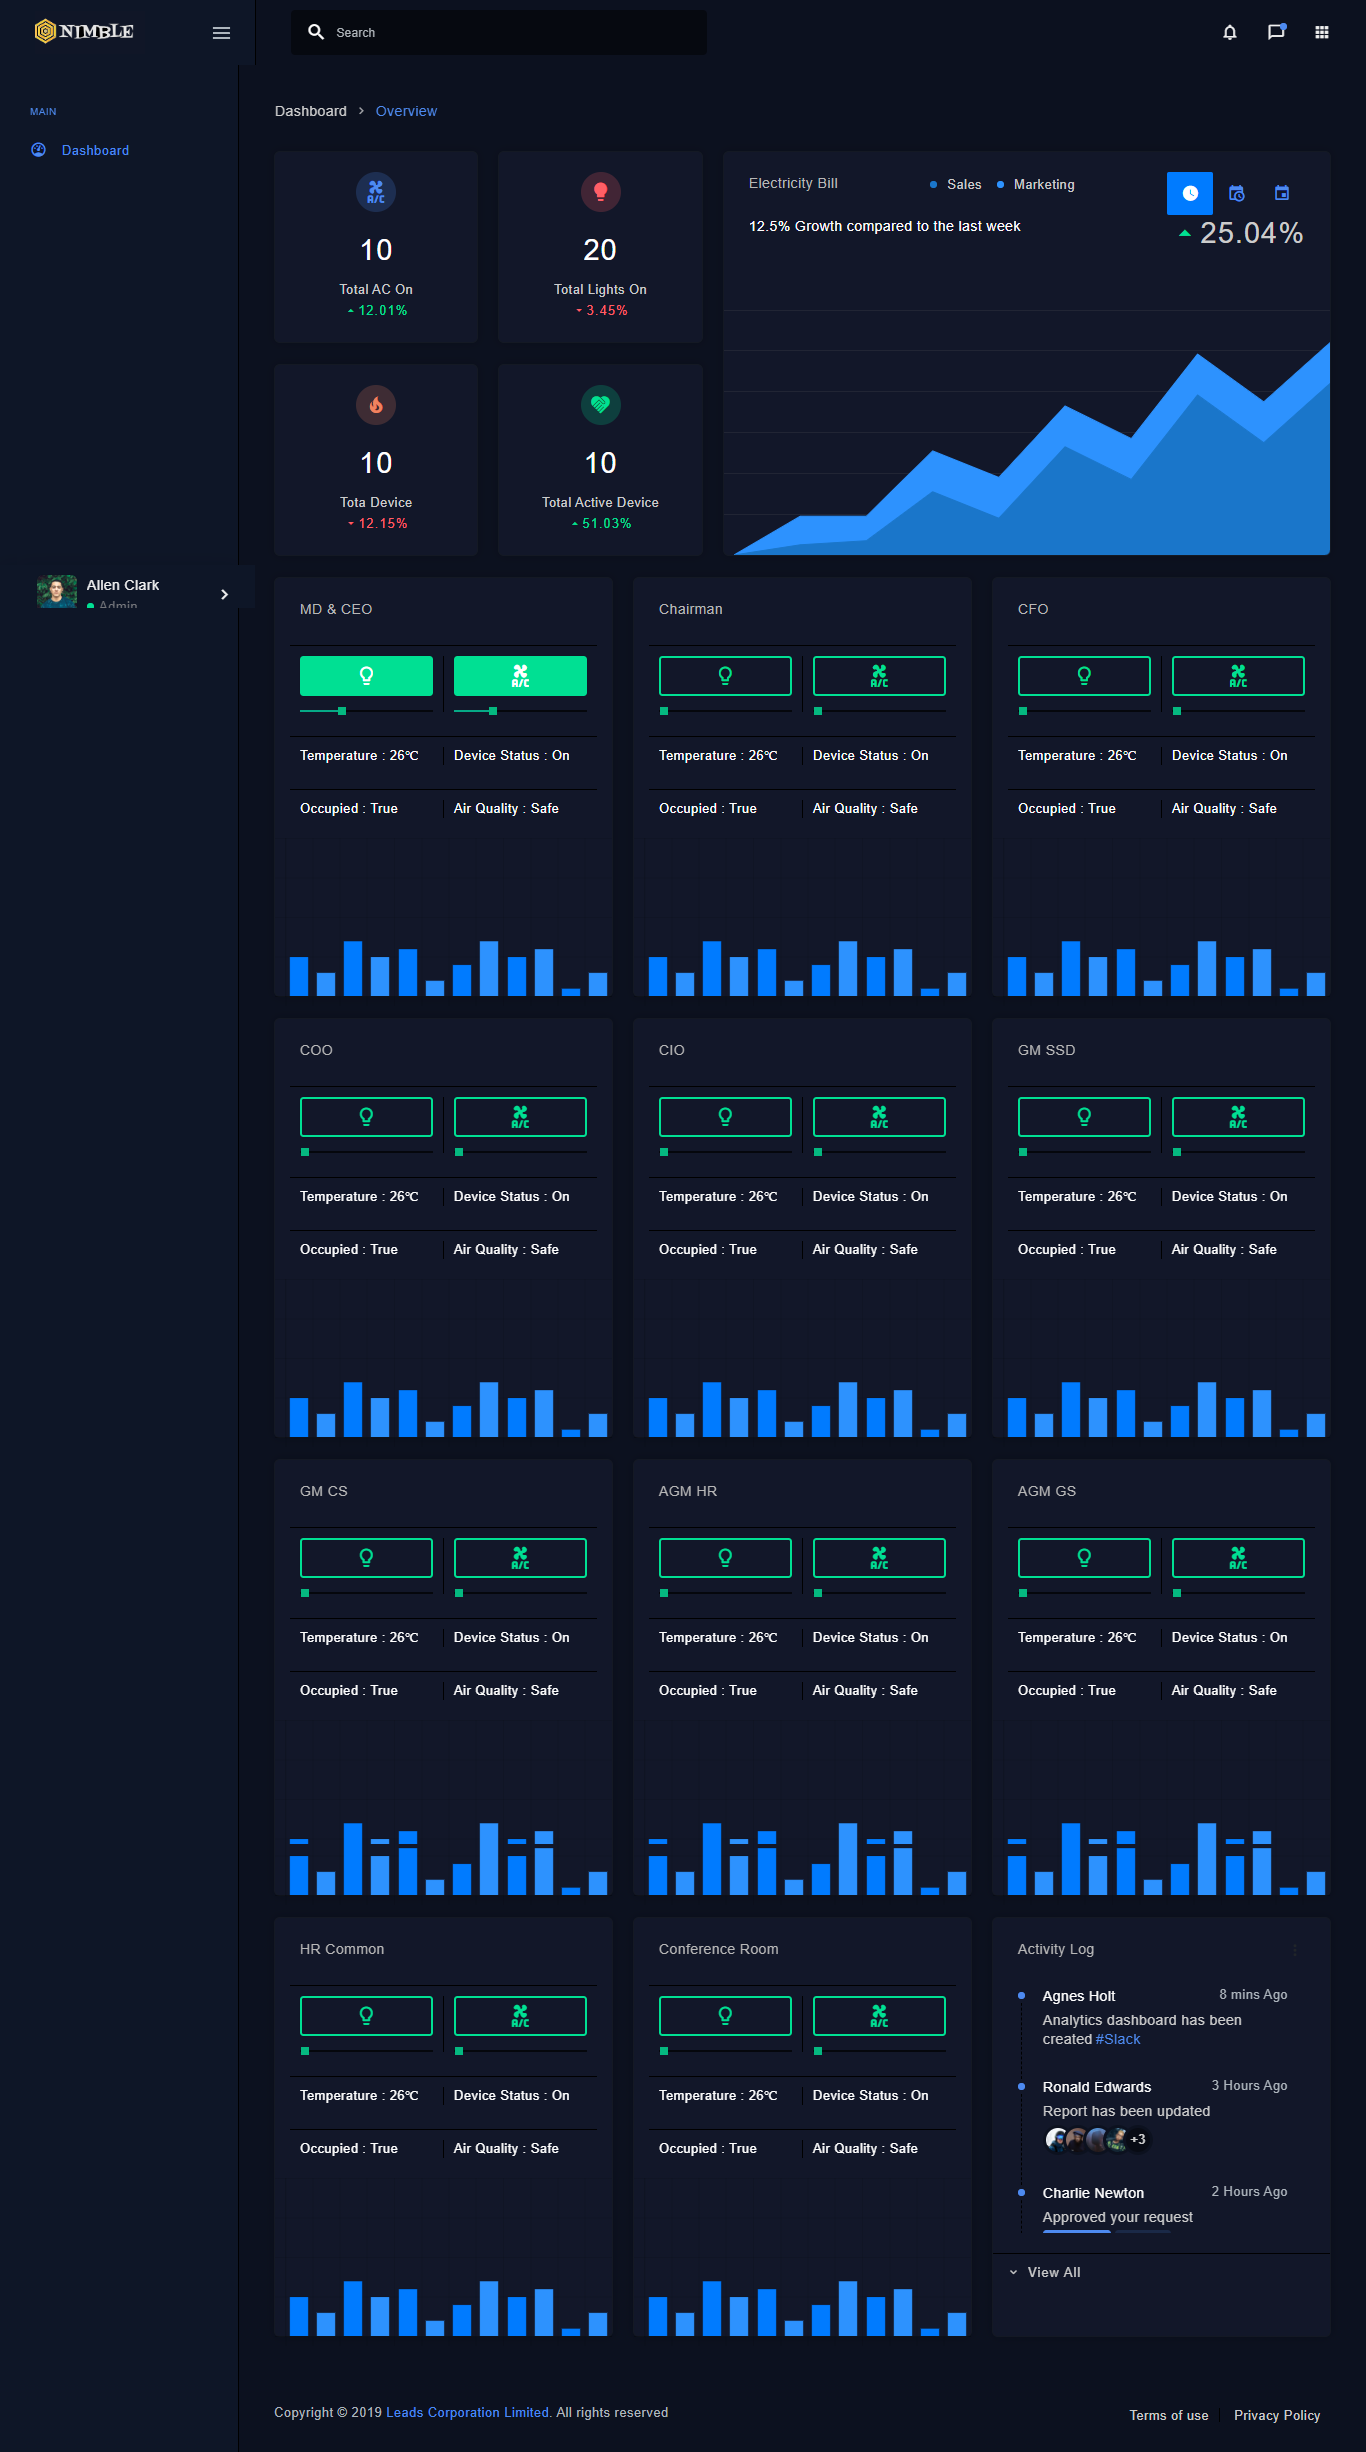 NIMBLE
Search
MAIN
Dashboard
Dashboard > Overview
A/C
10
Total AC On
12.01%
20
Total Lights On
3.45%
10
Tota Device
12.15%
10
Total Active Device
51.03%
Electricity Bill
Sales Marketing
12.5% Growth compared to the last week
25.04%
Allen Clark
Admin
MD & CEO
A/C
Temperature : 26℃ Device Status : On
Occupied : True Air Quality : Safe
Chairman
A/C
Temperature : 26℃ Device Status : On
Occupied : True Air Quality : Safe
CFO
A/C
Temperature : 26℃ Device Status : On
Occupied : True Air Quality : Safe
COO
A/C
Temperature : 26℃ Device Status : On
Occupied : True Air Quality : Safe
CIO
A/C
Temperature : 26℃ Device Status : On
Occupied : True Air Quality : Safe
GM SSD
A/C
Temperature : 26℃ Device Status : On
Occupied : True Air Quality : Safe
GM CS
A/C
Temperature : 26℃ Device Status : On
Occupied : True Air Quality : Safe
AGM HR
A/C
Temperature : 26℃ Device Status : On
Occupied : True Air Quality : Safe
AGM GS
A/C
Temperature : 26℃ Device Status : On
Occupied : True Air Quality : Safe
HR Common
A/C
Temperature : 26℃ Device Status : On
Occupied : True Air Quality : Safe
Conference Room
A/C
Temperature : 26℃ Device Status : On
Occupied : True Air Quality : Safe
Activity Log
Agnes Holt 8 mins Ago
Analytics dashboard has been
created #Slack
Ronald Edwards 3 Hours Ago
Report has been updated
+3
Charlie Newton 2 Hours Ago
Approved your request
View All
Copyright © 2019 Leads Corporation Limited. All rights reserved
Terms of use Privacy Policy